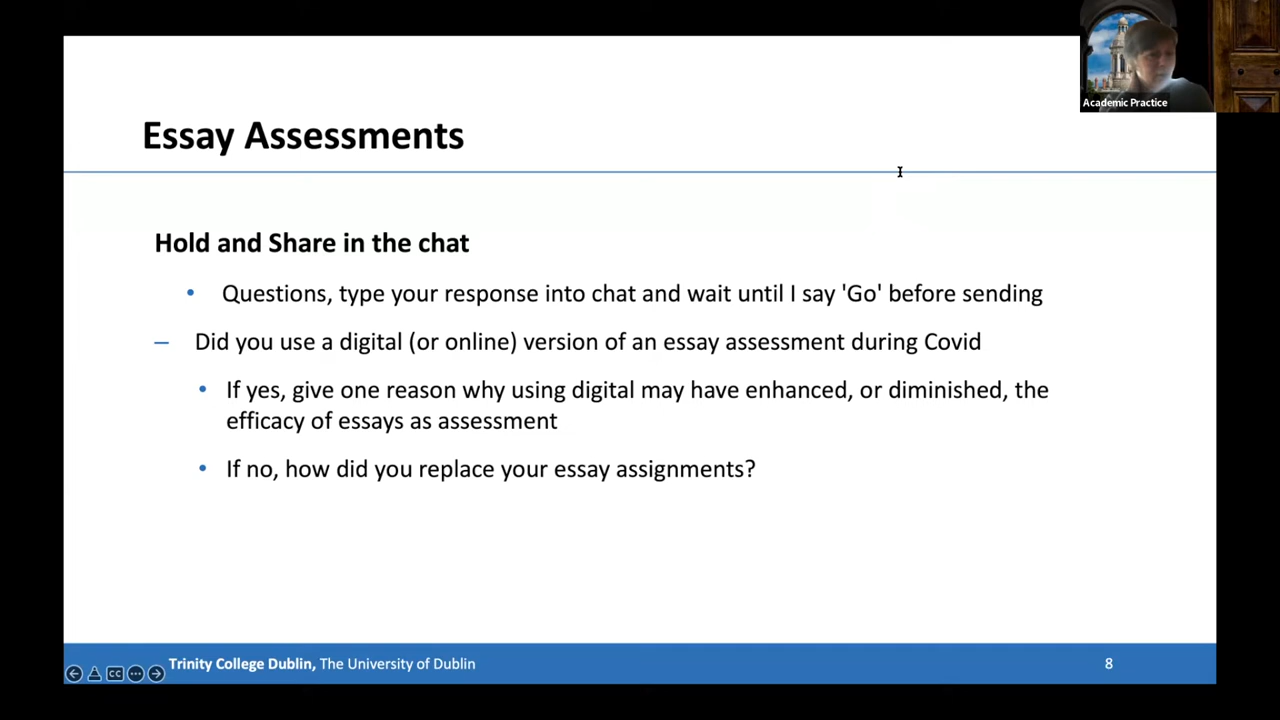 Academic Practice
Essay Assessments
Hold and Share in the chat
• Questions, type your response into chat and wait until I say 'Go' before sending
– Did you use a digital (or online) version of an essay assessment during Covid
• If yes, give one reason why using digital may have enhanced, or diminished, the
efficacy of essays as assessment
• If no, how did you replace your essay assignments?
CC
Trinity College Dublin, The University of Dublin
8